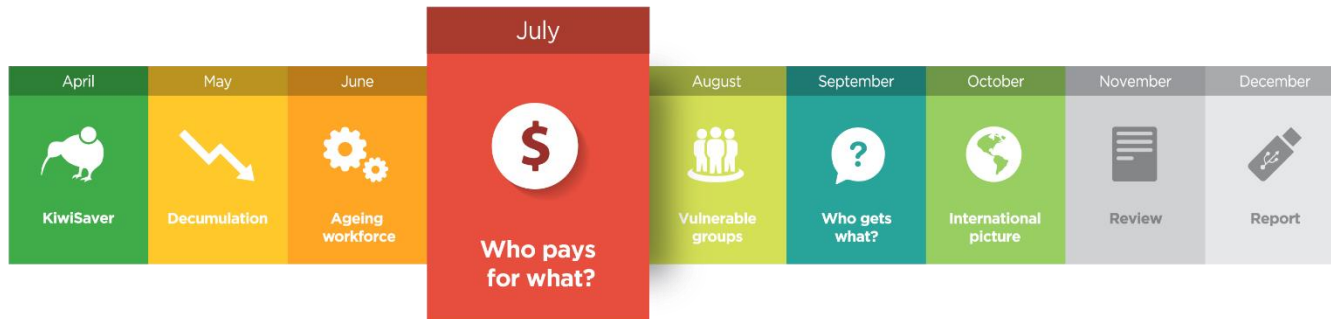 April
KiwiSaver
May
Decumulation
June
Ageing
workforce
July
$
Who pays
for what?
August
Vulnerable
groups
September
?
Who gets
what?
October
International
picture
November
Review
December
Report